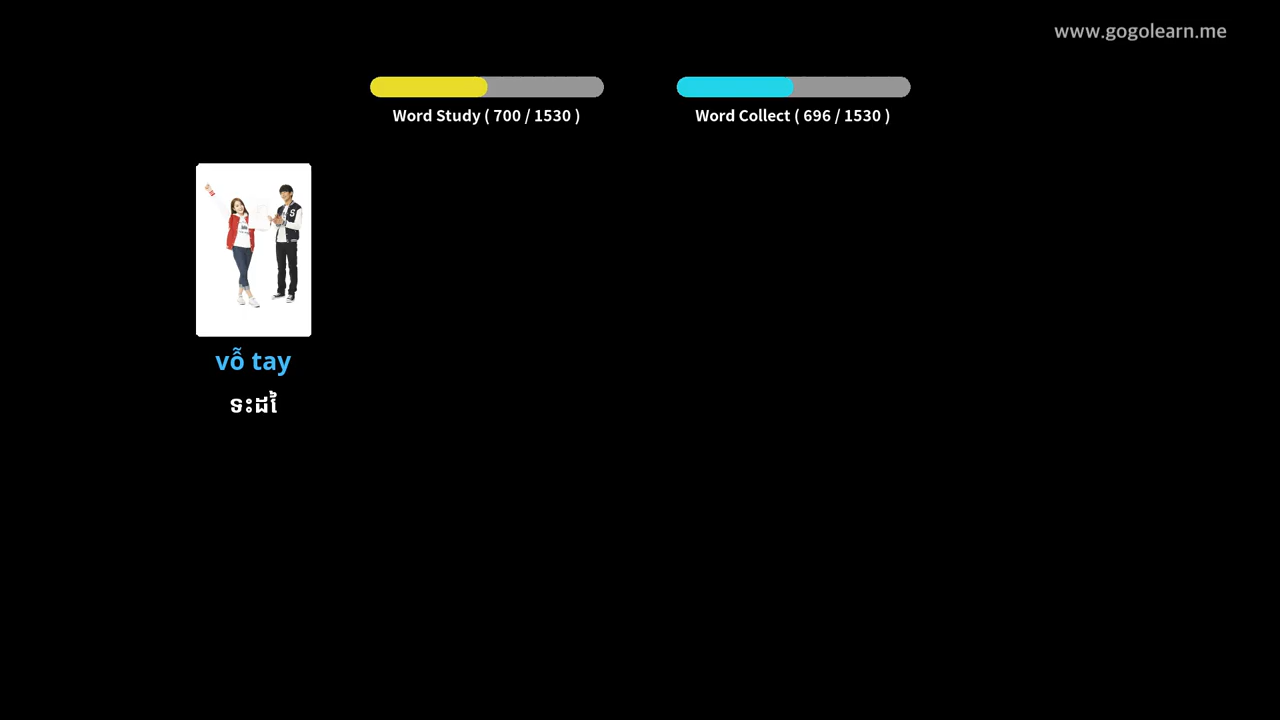 www.gogolearn.me
Word Study ( 700 / 1530 )
Word Collect ( 696 / 1530 )
vỗ tay
ទះដៃ